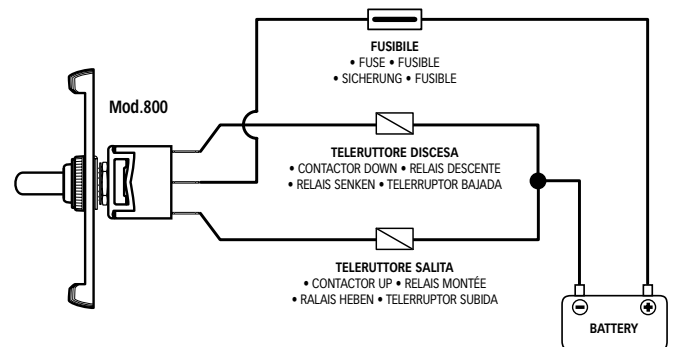 FUSIBILE
• FUSE • FUSIBLE
• SICHERUNG • FUSIBLE
Mod.800
TELERUTTORE DISCESA
• CONTACTOR DOWN • RELAIS DESCENTE
• RELAIS SENKEN • TELERRUPTOR BAJADA
TELERUTTORE SALITA
• CONTACTOR UP • RELAIS MONTÉE
• RALAIS HEBEN • TELERRUPTOR SUBIDA
− +
BATTERY